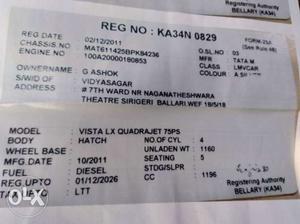 REG NO : KA34N 0829
REG DATE 02/12/2011 FORM-23A
CHASSIS NO MAT611425BPK84236 O.SL.NO 03 (See Rule 48)
ENGINE NO 100A20000180853 MFR TATA M
CLASS LMVCAR
OWNERNAME G ASHOK COLOUR
S/W/D OF VIDYASAGAR
ADDRESS # 7TH WARD NR NAGANATHESHWARA
THEATRE SIRIGERI BALLARI.WEF 18/5/18
Registering Authority
BELLARY (KA34)
MODEL VISTA LX QUADRAJET 75PS
BODY HATCH NO.OF CYL 4
WHEEL BASE UNLADEN WT 1160
MFG.DATE 10/2011 SEATING 5
FUEL DIESEL STDG/SLPR
REG.UPTO 01/12/2026 CC 1196
TAX UPTO LTT
Registering Authority
BELLARY (KA34)